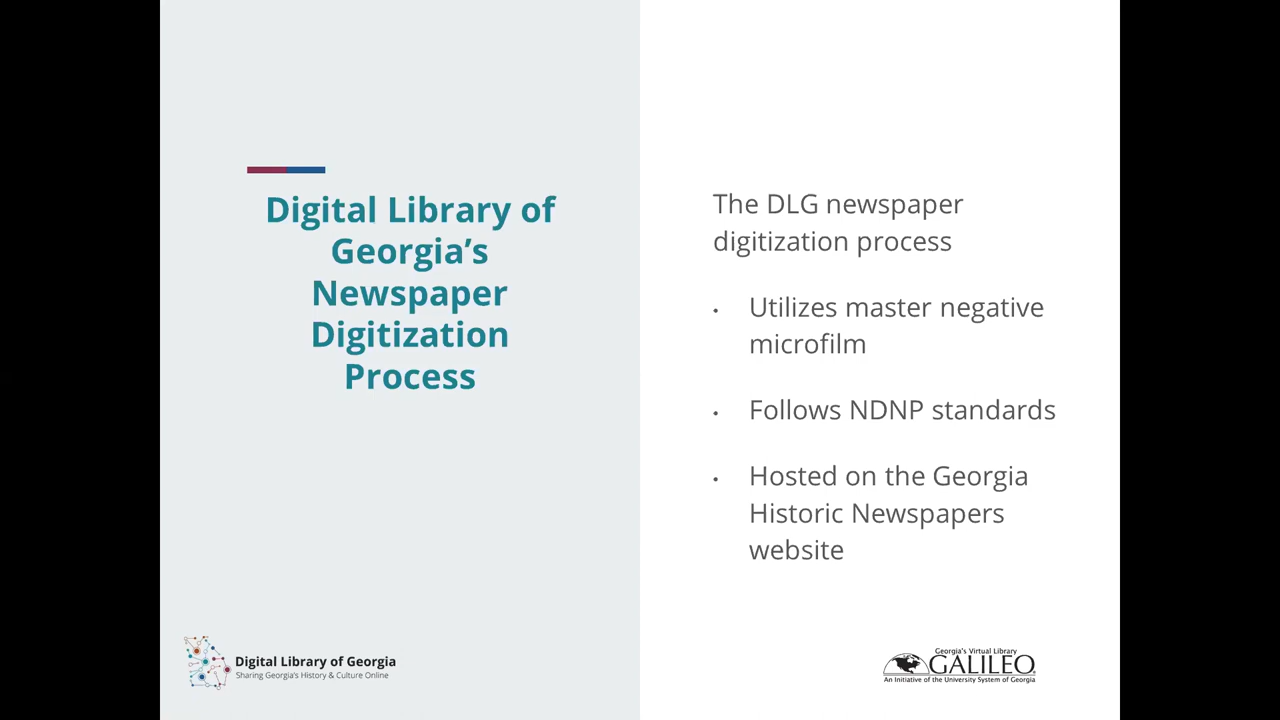 Digital Library of
Georgia’s
Newspaper
Digitization
Process
The DLG newspaper
digitization process
• Utilizes master negative
microfilm
• Follows NDNP standards
• Hosted on the Georgia
Historic Newspapers
website
Digital Library of Georgia
Sharing Georgia's History & Culture Online
Georgia's Virtual Library
GALILEO
An Initiative of the University System of Georgia